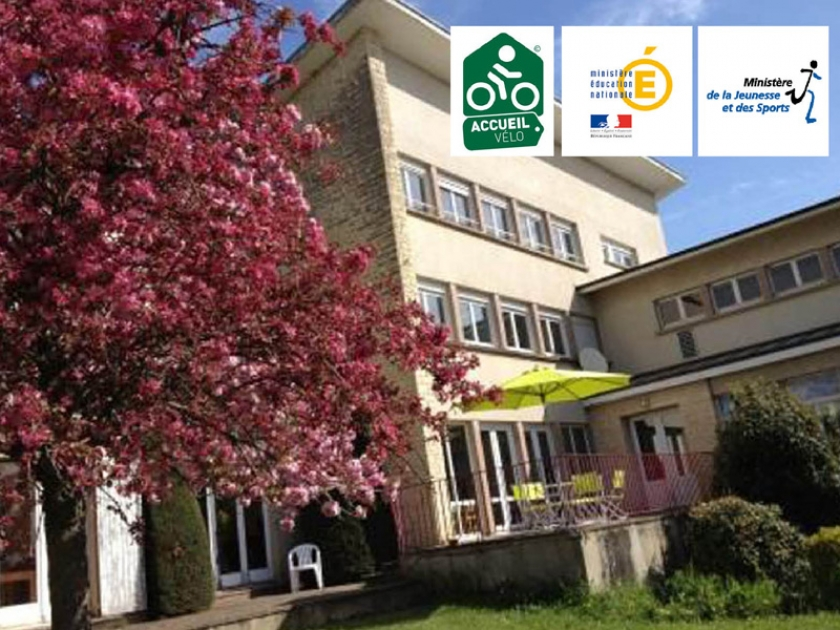 ©
ACCUEIL
VÉLO
ministère
éducation
nationale
É
Ministère
de la Jeunesse
et des Sports